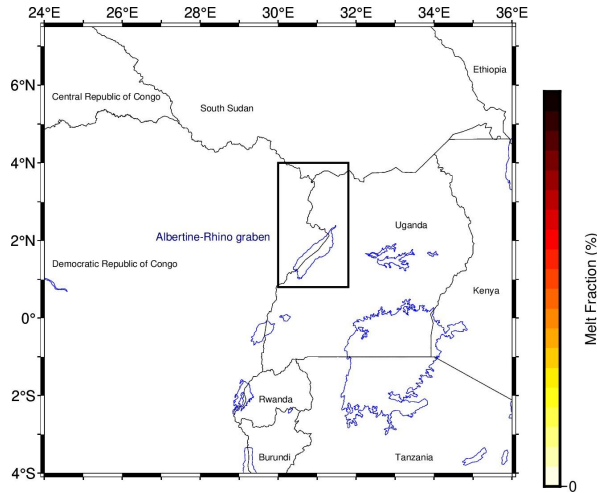 24°E 26°E 28°E 30°E 32°E 34°E 36°E
Ethiopia
6°N
Central Republic of Congo
South Sudan
4°N
Albertine-Rhino graben
Uganda
2°N
Democratic Republic of Congo
Kenya
0°
Melt Fraction (%)
2°S
Rwanda
Burundi
Tanzania
4°S
0